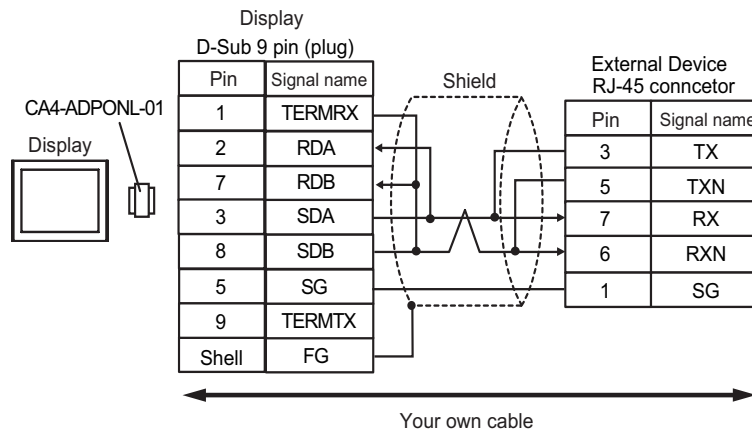 Display
D-Sub 9 pin (plug)
Pin Signal name
1 TERMRX
2 RDA
7 RDB
3 SDA
8 SDB
5 SG
9 TERMTX
Shell FG
CA4-ADPONL-01
Display
Shield
External Device
RJ-45 conncetor
Pin Signal name
3 TX
5 TXN
7 RX
6 RXN
1 SG
Your own cable